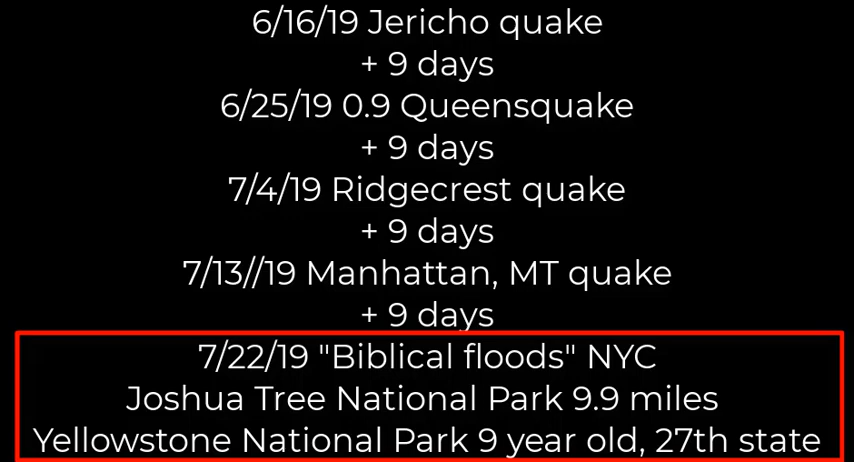 6/16/19 Jericho quake
+ 9 days
6/25/19 0.9 Queensquake
+ 9 days
7/4/19 Ridgecrest quake
+ 9 days
7/13//19 Manhattan, MT quake
+ 9 days
7/22/19 "Biblical floods" NYC
Joshua Tree National Park 9.9 miles
Yellowstone National Park 9 year old, 27th state